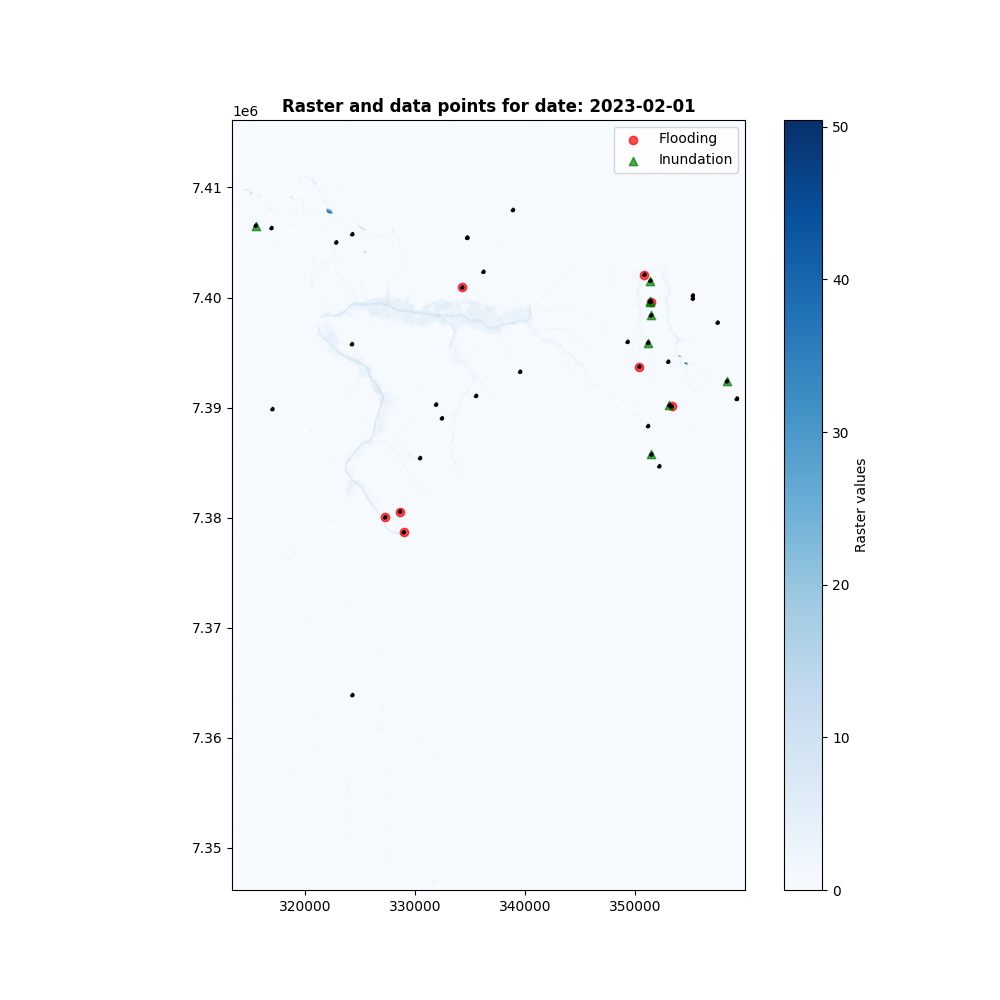 Raster and data points for date: 2023-02-01
1e6
Flooding
Inundation
7.41
7.40
7.39
7.38
7.37
7.36
7.35
320000 330000 340000 350000
50
40
30
20
10
0
Raster values